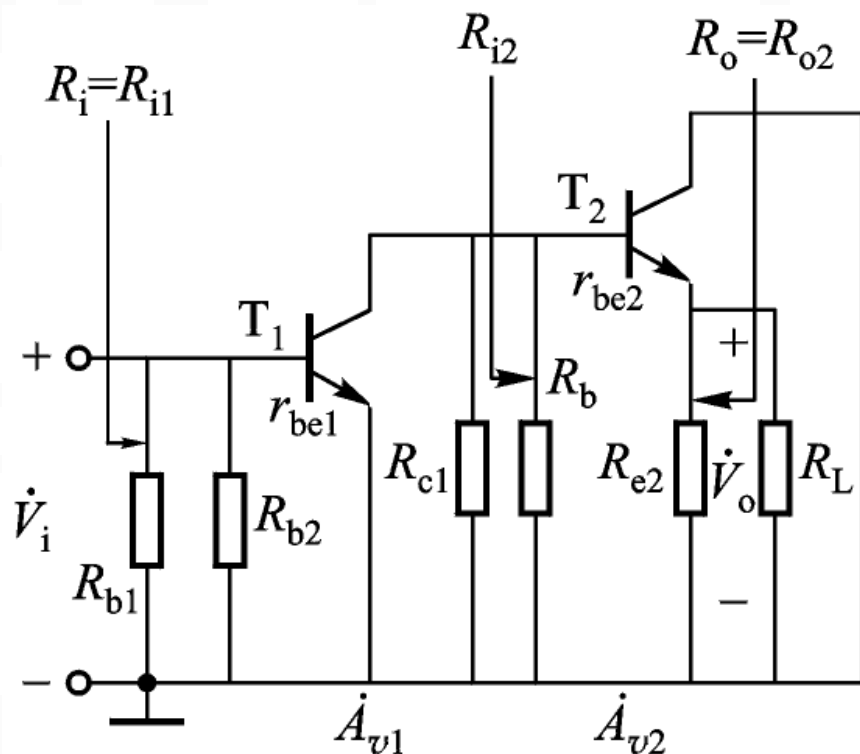 R_i=R_i1
R_i2
R_o=R_o2
T_1
r_be1
T_2
r_be2
+
V̇_i
−
R_b1
R_b2
R_c1
R_b
R_e2
+
V̇_o
−
R_L
Ȧ_v1
Ȧ_v2